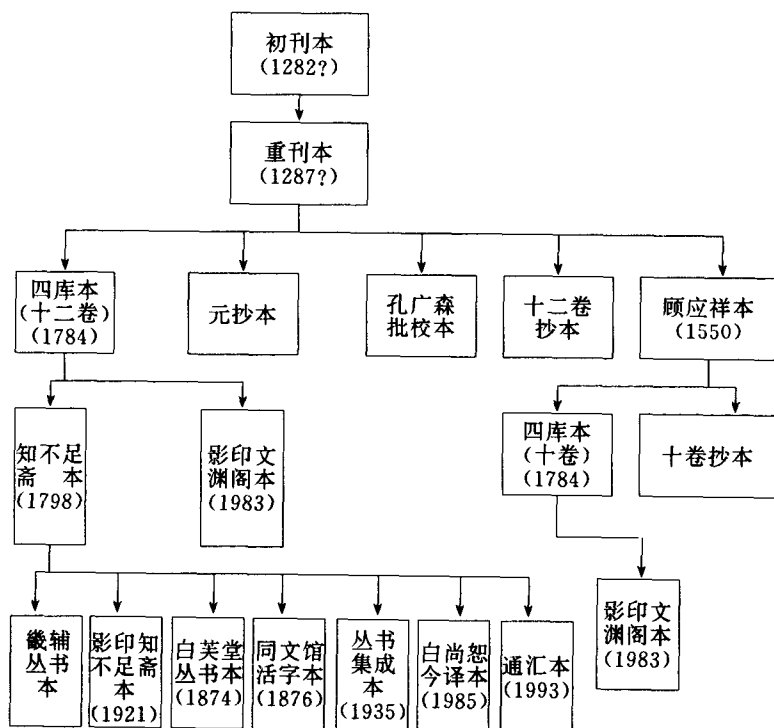 初刊本
(1282?)
重刊本
(1287?)
四库本
(十二卷)
(1784)
元抄本
孔广森
批校本
十二卷
抄本
顾应祥本
(1550)
知不足
斋 本
(1798)
影印文
渊阁本
(1983)
四库本
(十卷)
(1784)
十卷抄本
畿辅
丛书
本
影印知
不足斋
本
(1921)
白芙堂
丛书本
(1874)
同文馆
活字本
(1876)
丛书
集成
本
(1935)
白尚恕
今译本
(1985)
通汇本
(1993)
影印文
渊阁本
(1983)